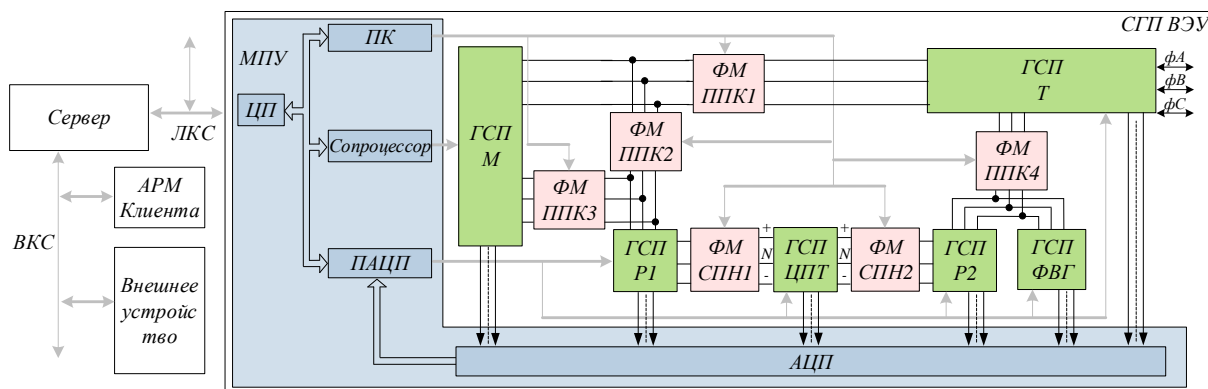 СГП ВЭУ
МПУ
ПК
ЦП
Сопроцессор
ПАЦП
Сервер
ЛКС
ВКС
АРМ
Клиента
Внешнее
устройс
тво
ГСП
М
ФМ
ППК1
ФМ
ППК2
ФМ
ППК3
ГСП
Т
фА
фВ
фС
ФМ
ППК4
ГСП
Р1
ФМ
СПН1
+
N
-
ГСП
ЦПТ
+
N
-
ФМ
СПН2
ГСП
Р2
ГСП
ФВГ
АЦП